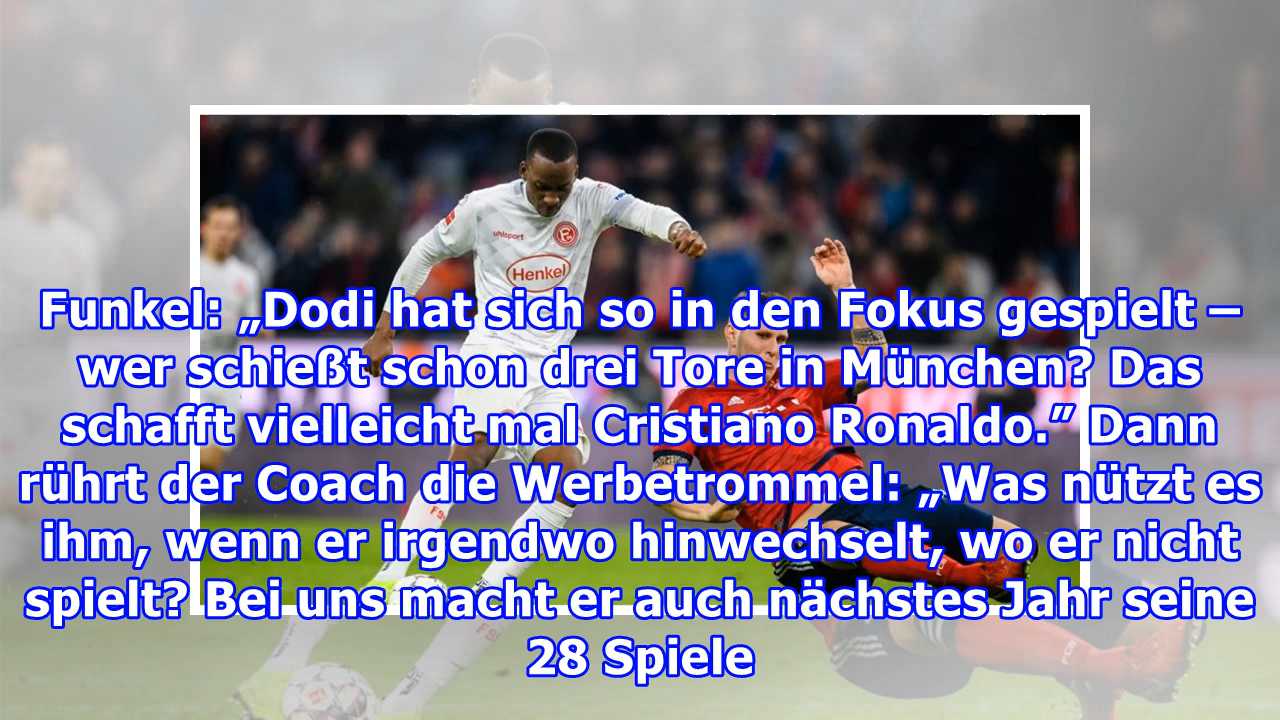 uhlsport
Henkel
F95
Funkel: „Dodi hat sich so in den Fokus gespielt –
wer schießt schon drei Tore in München? Das
schafft vielleicht mal Cristiano Ronaldo.” Dann
rührt der Coach die Werbetrommel: „Was nützt es
ihm, wenn er irgendwo hinwechselt, wo er nicht
spielt? Bei uns macht er auch nächstes Jahr seine
28 Spiele